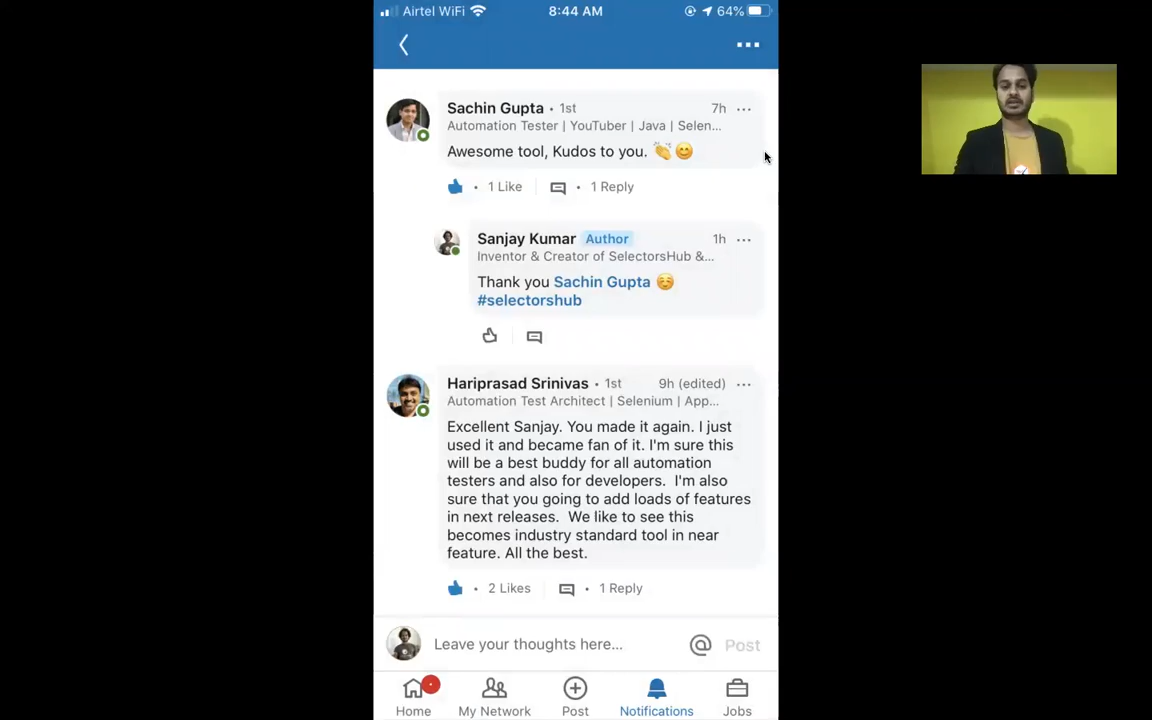 Airtel WiFi 8:44 AM 64%
Sachin Gupta • 1st 7h
Automation Tester | YouTuber | Java | Selen...
Awesome tool, Kudos to you. 👏😊
• 1 Like • 1 Reply
Sanjay Kumar Author 1h
Inventor & Creator of SelectorsHub &...
Thank you Sachin Gupta ☺️
#selectorshub
Hariprasad Srinivas • 1st 9h (edited)
Automation Test Architect | Selenium | App...
Excellent Sanjay. You made it again. I just
used it and became fan of it. I'm sure this
will be a best buddy for all automation
testers and also for developers.  I'm also
sure that you going to add loads of features
in next releases.  We like to see this
becomes industry standard tool in near
feature. All the best.
• 2 Likes • 1 Reply
Leave your thoughts here... @ Post
Home My Network Post Notifications Jobs